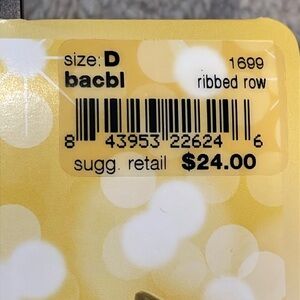 size: D 1699
bacbl ribbed row
8 43953 22624 6
sugg. retail $24.00